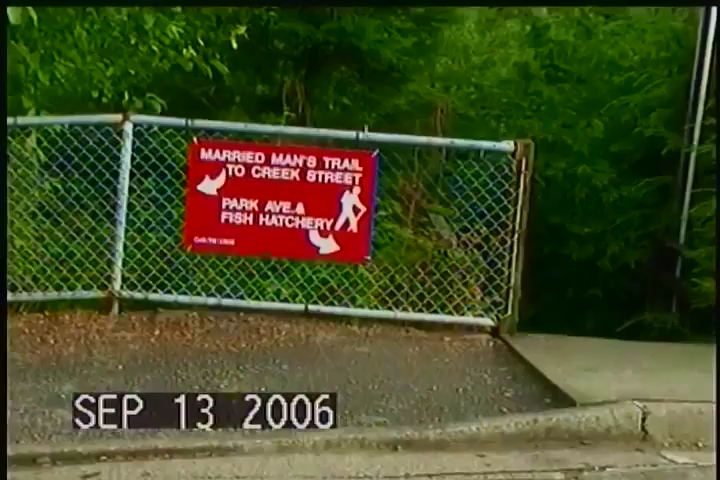 MARRIED MAN'S TRAIL
TO CREEK STREET
PARK AVE.&
FISH HATCHERY
SEP 13 2006